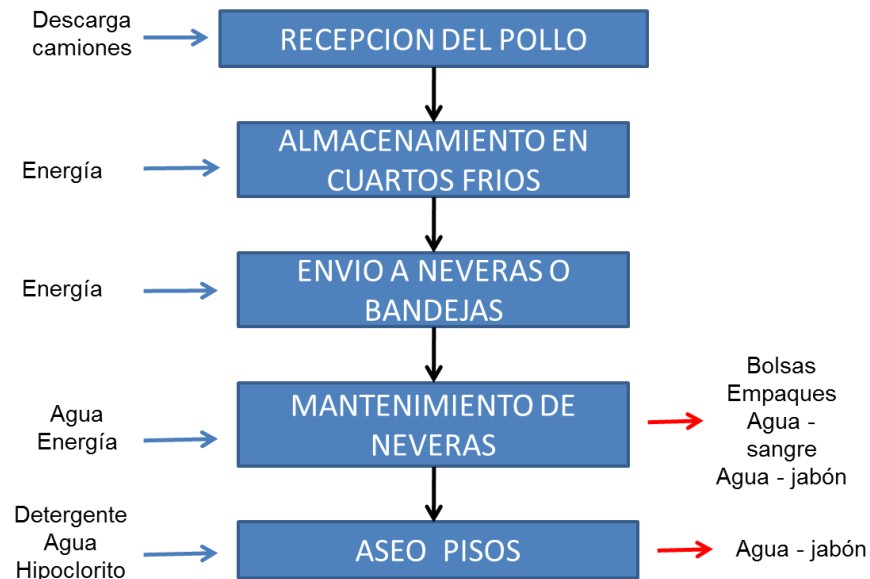 Descarga
camiones
RECEPCION DEL POLLO
Energía
ALMACENAMIENTO EN
CUARTOS FRIOS
Energía
ENVIO A NEVERAS O
BANDEJAS
Agua
Energía
MANTENIMIENTO DE
NEVERAS
Bolsas
Empaques
Agua -
sangre
Agua - jabón
Detergente
Agua
Hipoclorito
ASEO PISOS
Agua - jabón